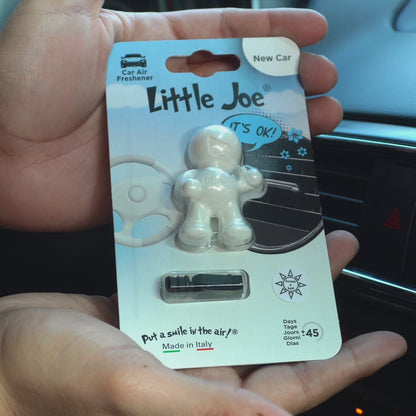 Car Air
Freshener
New Car
Little Joe®
IT'S OK!
Put a smile in the air!®
Made in Italy
Days
Tage
Jours
Giorni
Dias
±45